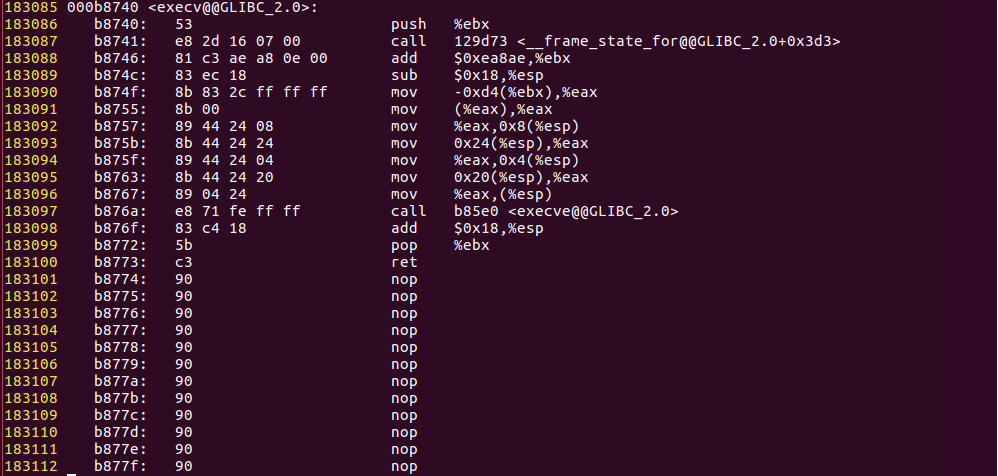 183085 000b8740 <execv@@GLIBC_2.0>:
183086    b8740: 53                      push   %ebx
183087    b8741: e8 2d 16 07 00          call   129d73 <__frame_state_for@@GLIBC_2.0+0x3d3>
183088    b8746: 81 c3 ae a8 0e 00       add    $0xea8ae,%ebx
183089    b874c: 83 ec 18                sub    $0x18,%esp
183090    b874f: 8b 83 2c ff ff ff       mov    -0xd4(%ebx),%eax
183091    b8755: 8b 00                   mov    (%eax),%eax
183092    b8757: 89 44 24 08             mov    %eax,0x8(%esp)
183093    b875b: 8b 44 24 24             mov    0x24(%esp),%eax
183094    b875f: 89 44 24 04             mov    %eax,0x4(%esp)
183095    b8763: 8b 44 24 20             mov    0x20(%esp),%eax
183096    b8767: 89 04 24                mov    %eax,(%esp)
183097    b876a: e8 71 fe ff ff          call   b85e0 <execve@@GLIBC_2.0>
183098    b876f: 83 c4 18                add    $0x18,%esp
183099    b8772: 5b                      pop    %ebx
183100    b8773: c3                      ret
183101    b8774: 90                      nop
183102    b8775: 90                      nop
183103    b8776: 90                      nop
183104    b8777: 90                      nop
183105    b8778: 90                      nop
183106    b8779: 90                      nop
183107    b877a: 90                      nop
183108    b877b: 90                      nop
183109    b877c: 90                      nop
183110    b877d: 90                      nop
183111    b877e: 90                      nop
183112    b877f: 90                      nop